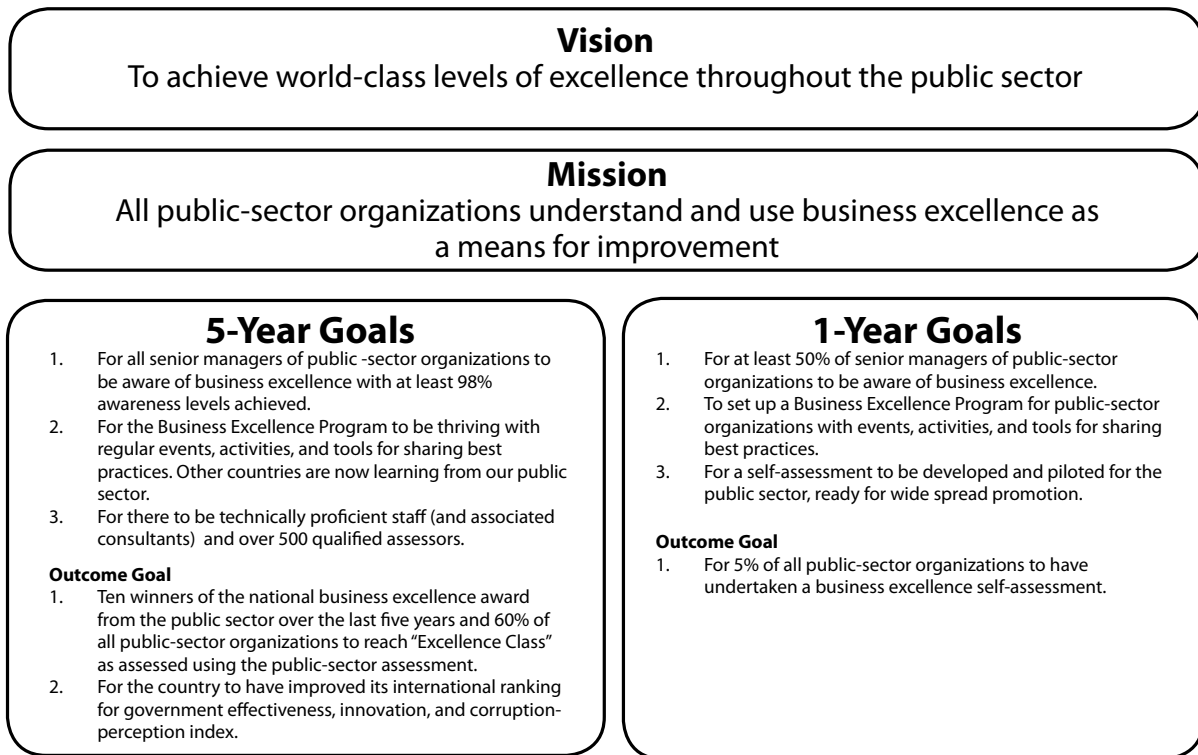 Vision
To achieve world-class levels of excellence throughout the public sector
Mission
All public-sector organizations understand and use business excellence as
a means for improvement
5-Year Goals
1. For all senior managers of public -sector organizations to
be aware of business excellence with at least 98%
awareness levels achieved.
2. For the Business Excellence Program to be thriving with
regular events, activities, and tools for sharing best
practices. Other countries are now learning from our public
sector.
3. For there to be technically proficient staff (and associated
consultants) and over 500 qualified assessors.
Outcome Goal
1. Ten winners of the national business excellence award
from the public sector over the last five years and 60% of
all public-sector organizations to reach “Excellence Class”
as assessed using the public-sector assessment.
2. For the country to have improved its international ranking
for government effectiveness, innovation, and corruption-
perception index.
1-Year Goals
1. For at least 50% of senior managers of public-sector
organizations to be aware of business excellence.
2. To set up a Business Excellence Program for public-sector
organizations with events, activities, and tools for sharing
best practices.
3. For a self-assessment to be developed and piloted for the
public sector, ready for wide spread promotion.
Outcome Goal
1. For 5% of all public-sector organizations to have
undertaken a business excellence self-assessment.